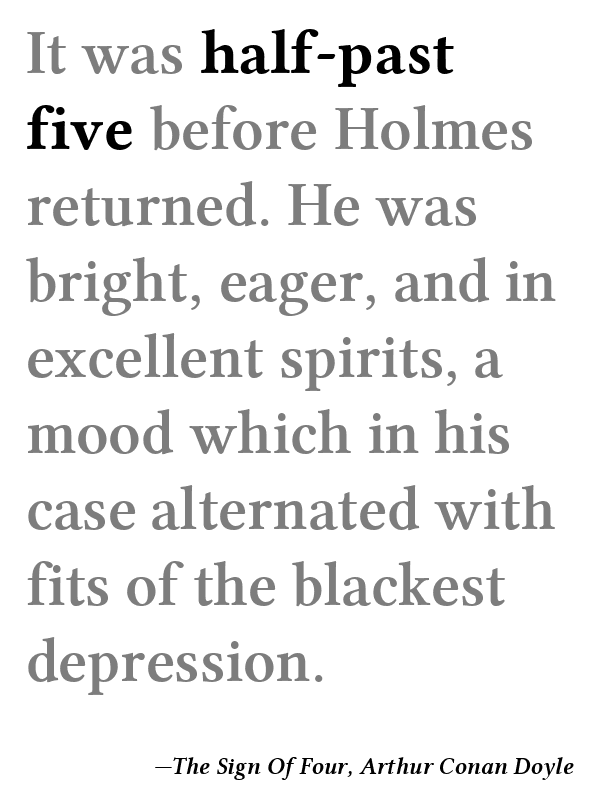 It was half-past
five before Holmes
returned. He was
bright, eager, and in
excellent spirits, a
mood which in his
case alternated with
fits of the blackest
depression.
—The Sign Of Four, Arthur Conan Doyle